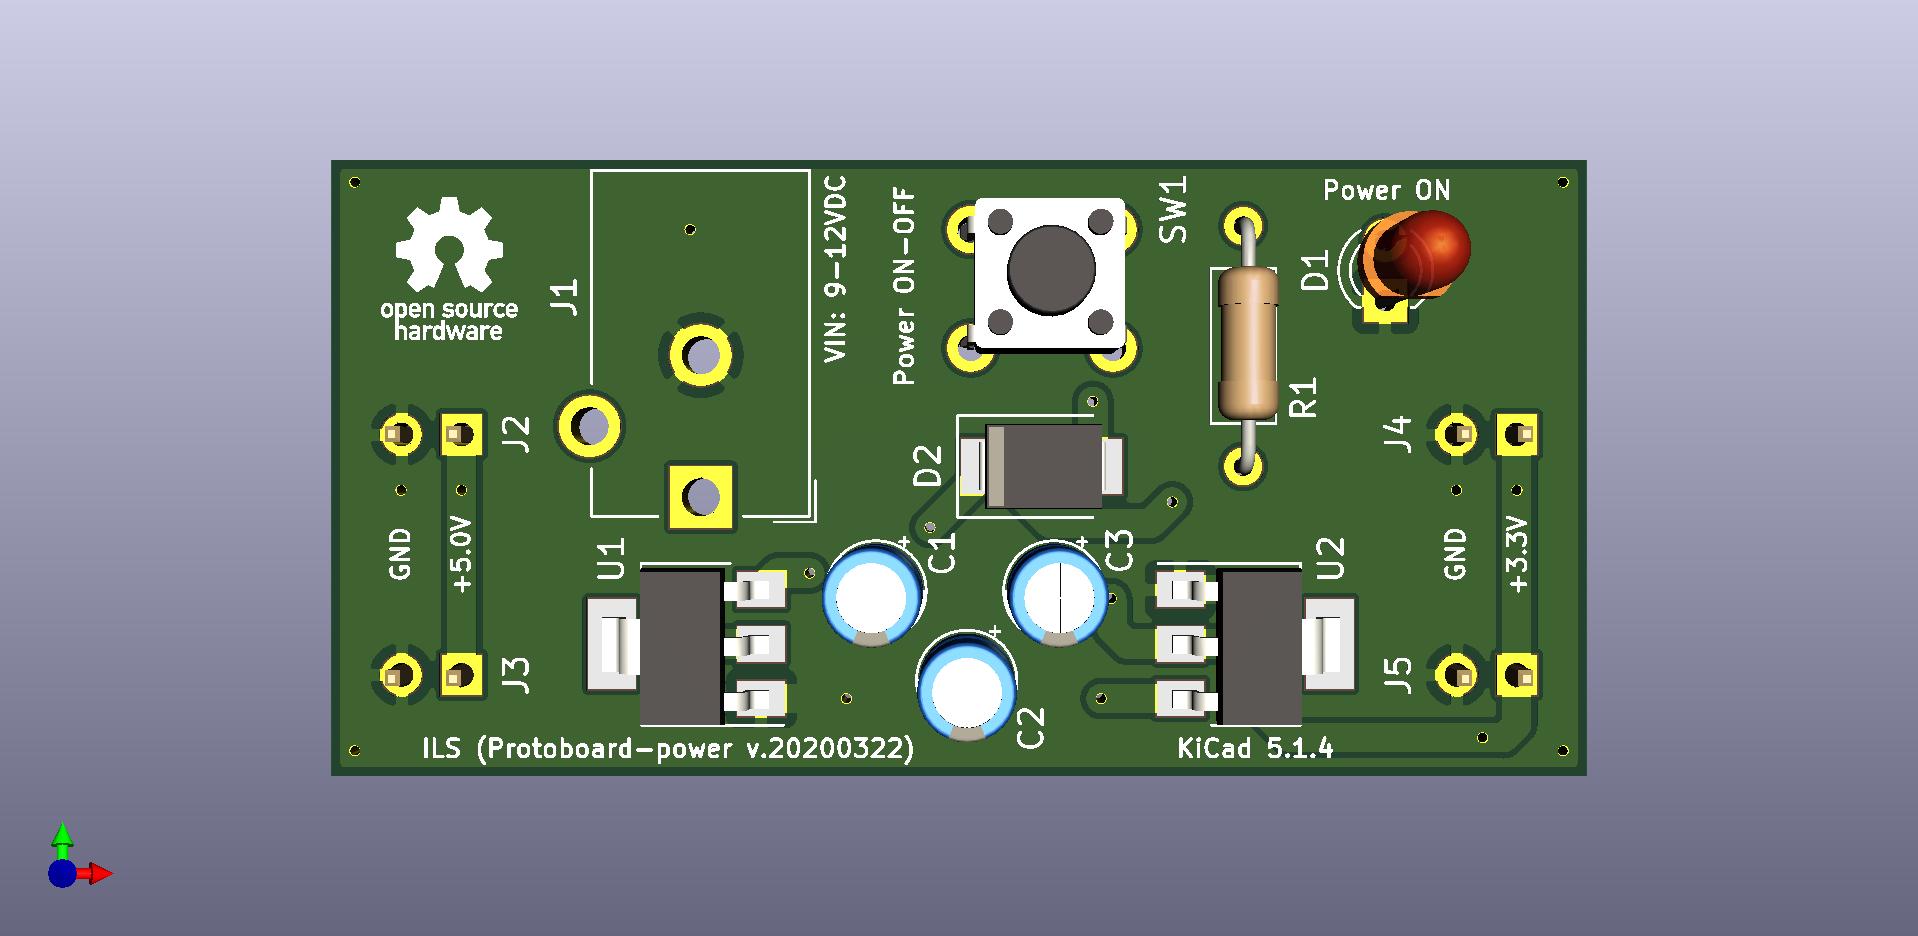 Power ON
open source
hardware
J1
VIN: 9-12VDC
Power ON-OFF
SW1
D1
R1
J2
D2
J4
GND
+5.0V
U1
C1
C3
U2
GND
+3.3V
J3
C2
J5
ILS (Protoboard-power v.20200322)
KiCad 5.1.4